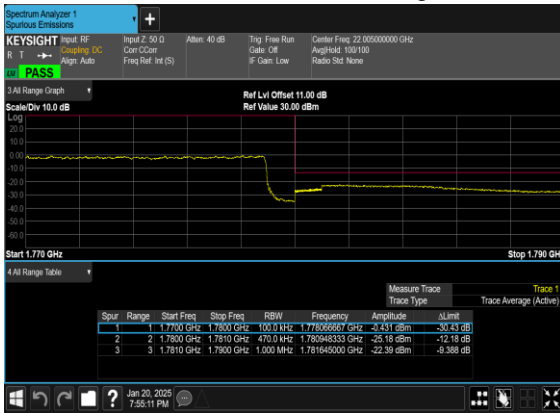 Spectrum Analyzer 1
Spurious Emissions
+
KEYSIGHT Input: RF Input Z: 50 Ω Atten: 40 dB Trig: Free Run Center Freq: 22.005000000 GHz
R T Coupling: DC Corr CCorr Gate: Off Avg|Hold: 100/100
Align: Auto Freq Ref: Int (S) IF Gain: Low Radio Std: None
PASS
3 All Range Graph
Ref Lvl Offset 11.00 dB
Scale/Div 10.0 dB Ref Value 30.00 dBm
Log
20.0
10.0
0.00
-10.0
-20.0
-30.0
-40.0
-50.0
-60.0
Start 1.770 GHz Stop 1.790 GH
4 All Range Table
Measure Trace Trace 1
Trace Type Trace Average (Active)
Spur Range Start Freq Stop Freq RBW Frequency Amplitude ΔLimit
1 1 1.7700 GHz 1.7800 GHz 100.0 kHz 1.778066667 GHz -0.431 dBm -30.43 dB
2 2 1.7800 GHz 1.7810 GHz 470.0 kHz 1.780948333 GHz -25.18 dBm -12.18 dB
3 3 1.7810 GHz 1.7900 GHz 1.000 MHz 1.781645000 GHz -22.39 dBm -9.388 dB
? Jan 20, 2025
7:55:11 PM